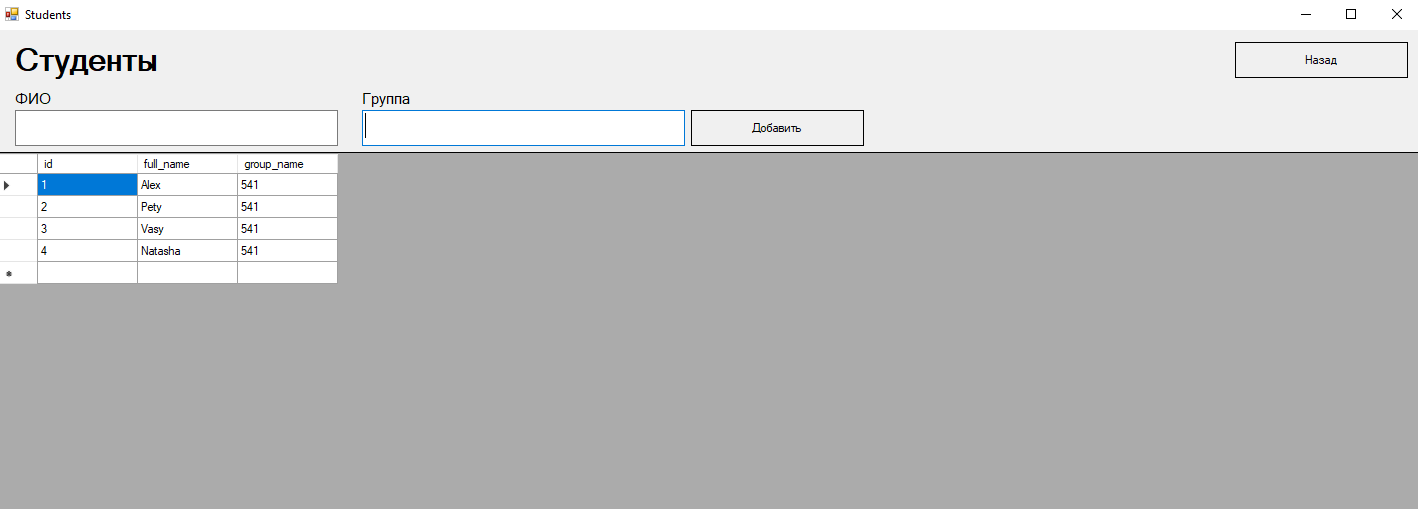 Students
Студенты
Назад
ФИО Группа
Добавить
id full_name group_name
1 Alex 541
2 Pety 541
3 Vasy 541
4 Natasha 541